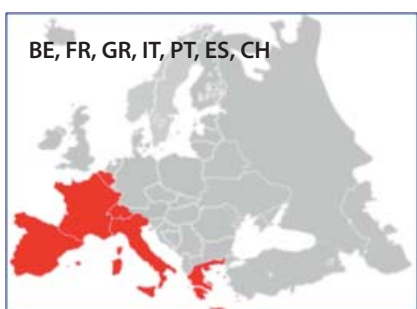 BE, FR, GR, IT, PT, ES, CH